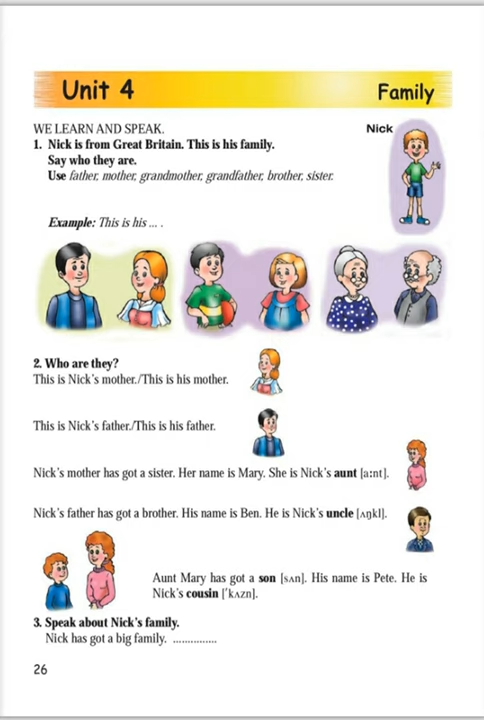 Unit 4
Family
WE LEARN AND SPEAK.
Nick
1. Nick is from Great Britain. This is his family.
Say who they are.
Use father, mother, grandmother, grandfather, brother, sister.
Example: This is his ... .
2. Who are they?
This is Nick's mother./This is his mother.
This is Nick's father./This is his father.
Nick's mother has got a sister. Her name is Mary. She is Nick's aunt [a:nt].
Nick's father has got a brother. His name is Ben. He is Nick's uncle [ʌŋkl].
Aunt Mary has got a son [sʌn]. His name is Pete. He is
Nick's cousin ['kʌzn].
3. Speak about Nick's family.
Nick has got a big family. ...............
26